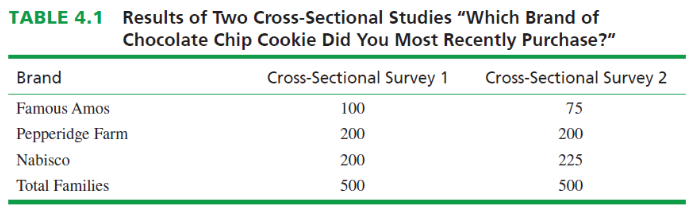 TABLE 4.1 Results of Two Cross-Sectional Studies “Which Brand of
Chocolate Chip Cookie Did You Most Recently Purchase?”
Brand Cross-Sectional Survey 1 Cross-Sectional Survey 2
Famous Amos 100 75
Pepperidge Farm 200 200
Nabisco 200 225
Total Families 500 500